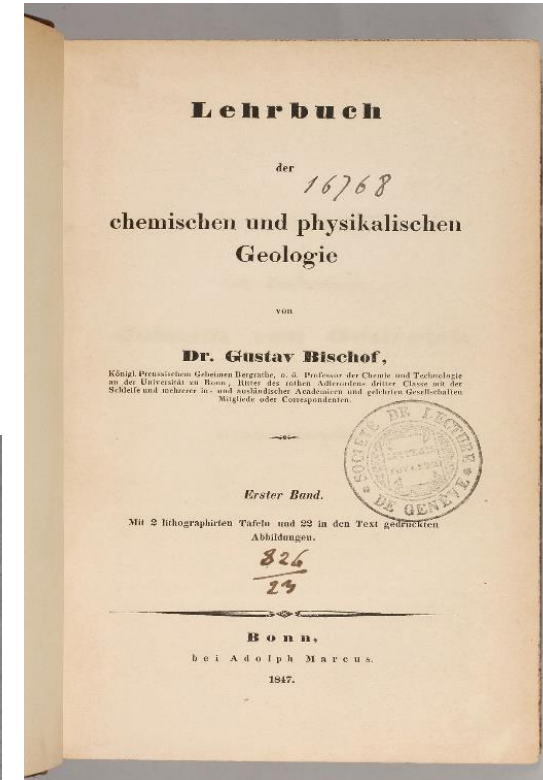 Lehrbuch
der
16768
chemischen und physikalischen
Geologie
von
Dr. Gustav Bischof,
Königl. Preussischem Geheimen Bergrathe, o. ö. Professor der Chemie und Technologie
an der Universität zu Bonn, Ritter des rothen Adlerordens dritter Classe mit der
Schleife und mehrerer in- und ausländischer Academieen und gelehrten Gesellschaften
Mitgliede oder Correspondenten.
SOCIÉTÉ DE LECTURE
DE GENÈVE
Erster Band.
Mit 2 lithographirten Tafeln und 22 in den Text gedruckten
Abbildungen.
826
23
Bonn,
bei Adolph Marcus.
1847.